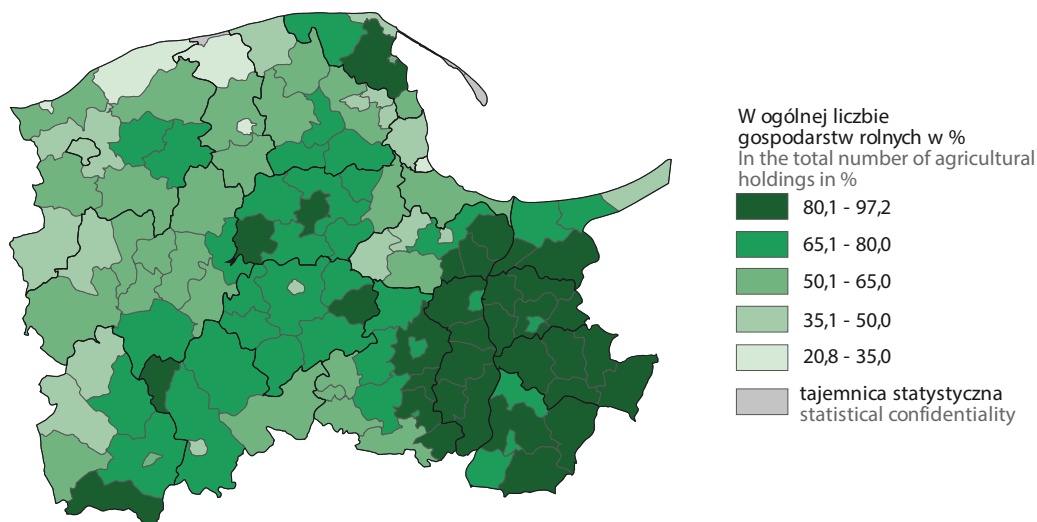 W ogólnej liczbie
gospodarstw rolnych w %
In the total number of agricultural
holdings in %
80,1 - 97,2
65,1 - 80,0
50,1 - 65,0
35,1 - 50,0
20,8 - 35,0
tajemnica statystyczna
statistical confidentiality